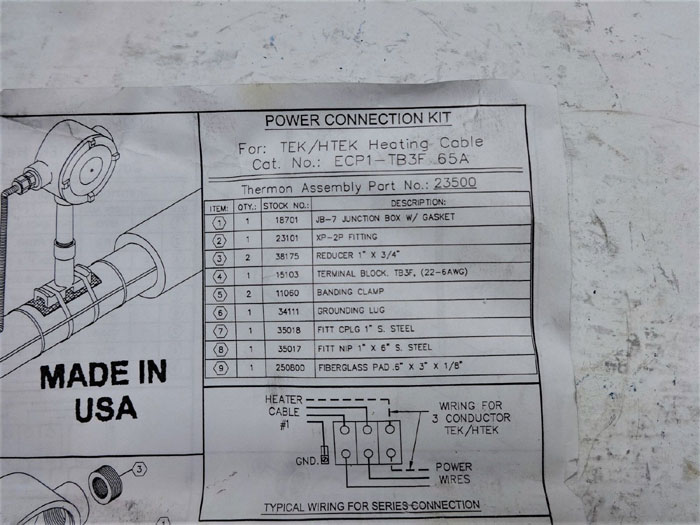 POWER CONNECTION KIT
For: TEK/HTEK Heating Cable
Cat. No.: ECP1-TB3F .65A
Thermon Assembly Part No.: 23500
ITEM: QTY.: STOCK NO.: DESCRIPTION:
1 1 18701 JB-7 JUNCTION BOX W/ GASKET
2 1 23101 XP-2P FITTING
3 2 38175 REDUCER 1" X 3/4"
4 1 15103 TERMINAL BLOCK. TB3F, (22-6AWG)
5 2 11060 BANDING CLAMP
6 1 34111 GROUNDING LUG
7 1 35018 FITT CPLG 1" S. STEEL
8 1 35017 FITT NIP 1" X 6" S. STEEL
9 1 250800 FIBERGLASS PAD .6" X 3" X 1/8"
MADE IN
USA
HEATER
CABLE
#1
WIRING FOR
3 CONDUCTOR
TEK/HTEK
GND.
POWER
WIRES
TYPICAL WIRING FOR SERIES CONNECTION
3